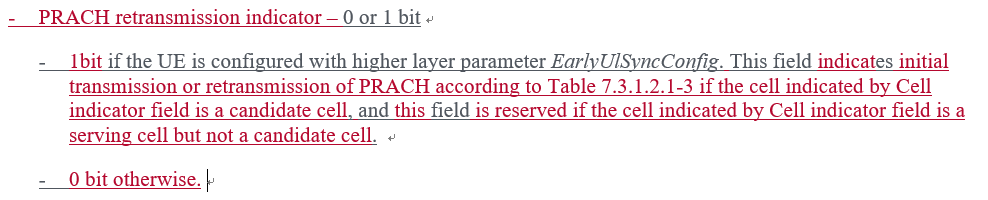 - PRACH retransmission indicator – 0 or 1 bit
- 1bit if the UE is configured with higher layer parameter EarlyUlSyncConfig. This field indicates initial
transmission or retransmission of PRACH according to Table 7.3.1.2.1-3 if the cell indicated by Cell
indicator field is a candidate cell, and this field is reserved if the cell indicated by Cell indicator field is a
serving cell but not a candidate cell.
- 0 bit otherwise.